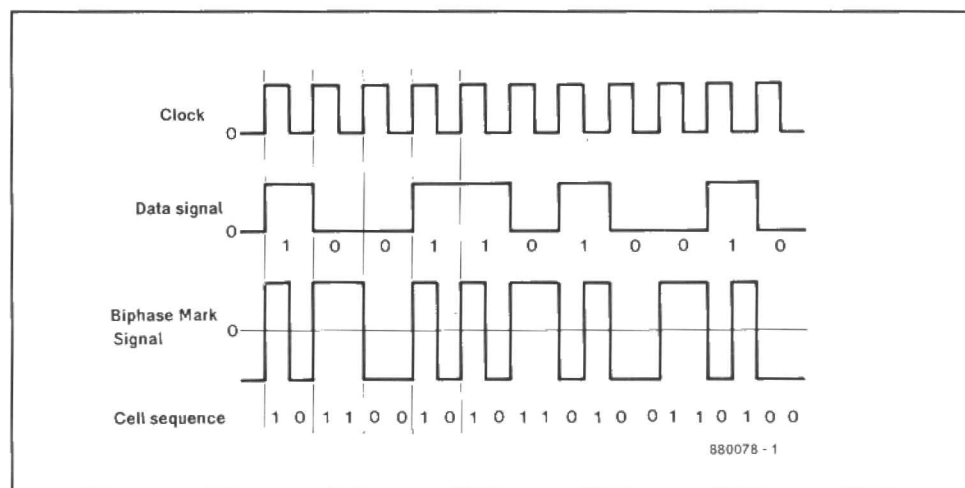 Clock
0
Data signal
0
1 0 0 1 1 0 1 0 0 1 0
Biphase Mark
0
Signal
Cell sequence 1 0 1 1 0 0 1 0 1 0 1 1 0 1 0 0 1 1 0 1 0 0
880078 - 1